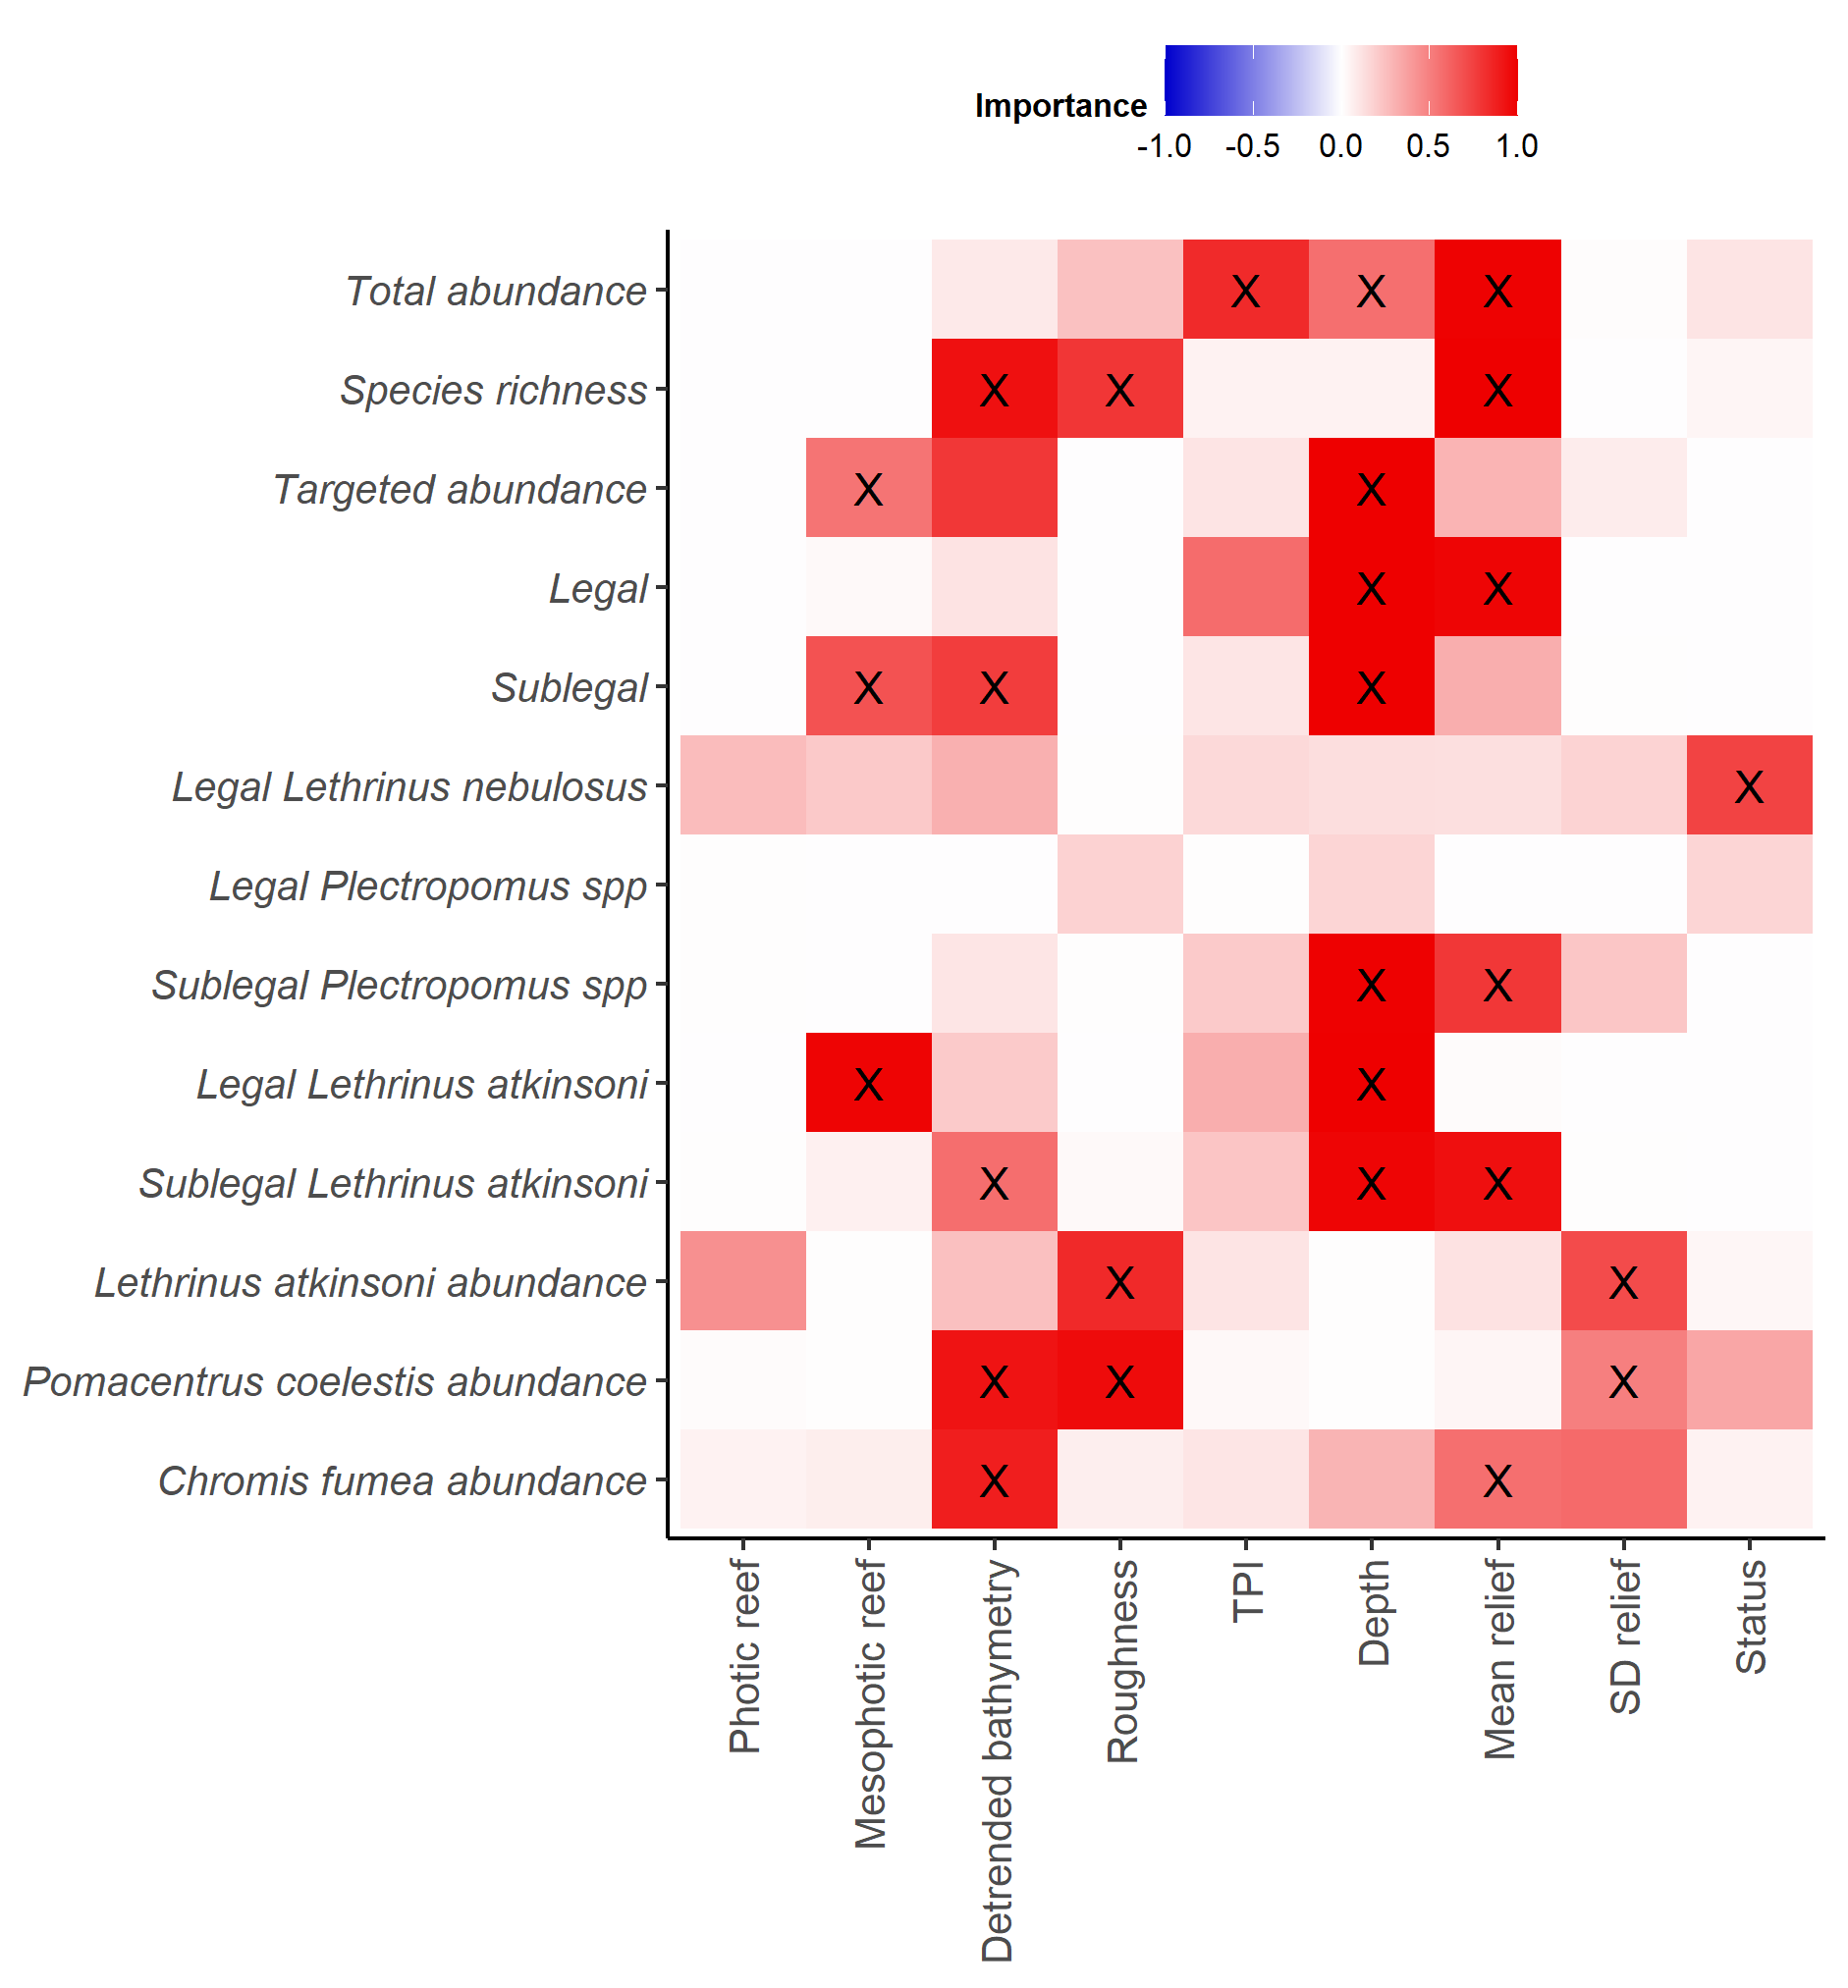 Importance
-1.0 -0.5 0.0 0.5 1.0
Total abundance X X X
Species richness X X X
Targeted abundance X X
Legal X X
Sublegal X X X
Legal Lethrinus nebulosus X
Legal Plectropomus spp
Sublegal Plectropomus spp X X
Legal Lethrinus atkinsoni X X
Sublegal Lethrinus atkinsoni X X X
Lethrinus atkinsoni abundance X X
Pomacentrus coelestis abundance X X X
Chromis fumea abundance X X
Photic reef
Mesophotic reef
Detrended bathymetry
Roughness
TPI
Depth
Mean relief
SD relief
Status